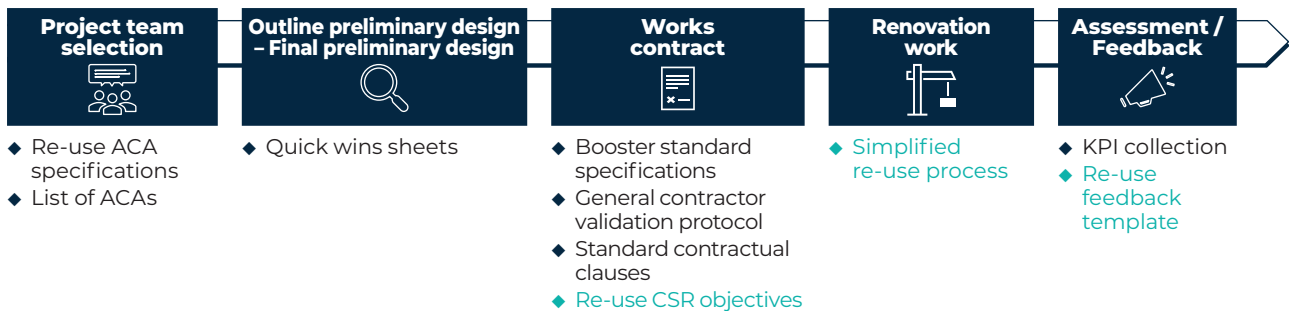 Project team
selection
◆ Re-use ACA
specifications
◆ List of ACAs
Outline preliminary design
– Final preliminary design
◆ Quick wins sheets
Works
contract
◆ Booster standard
specifications
◆ General contractor
validation protocol
◆ Standard contractual
clauses
◆ Re-use CSR objectives
Renovation
work
◆ Simplified
re-use process
Assessment /
Feedback
◆ KPI collection
◆ Re-use
feedback
template